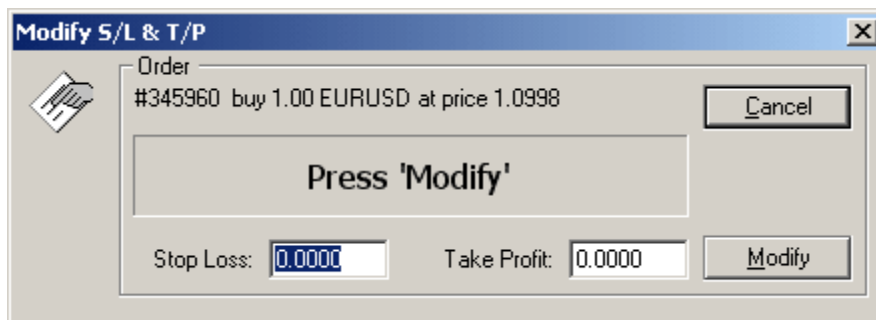 Modify S/L & T/P
Order
#345960 buy 1.00 EURUSD at price 1.0998
Cancel
Press 'Modify'
Stop Loss: 0.0000 Take Profit: 0.0000 Modify